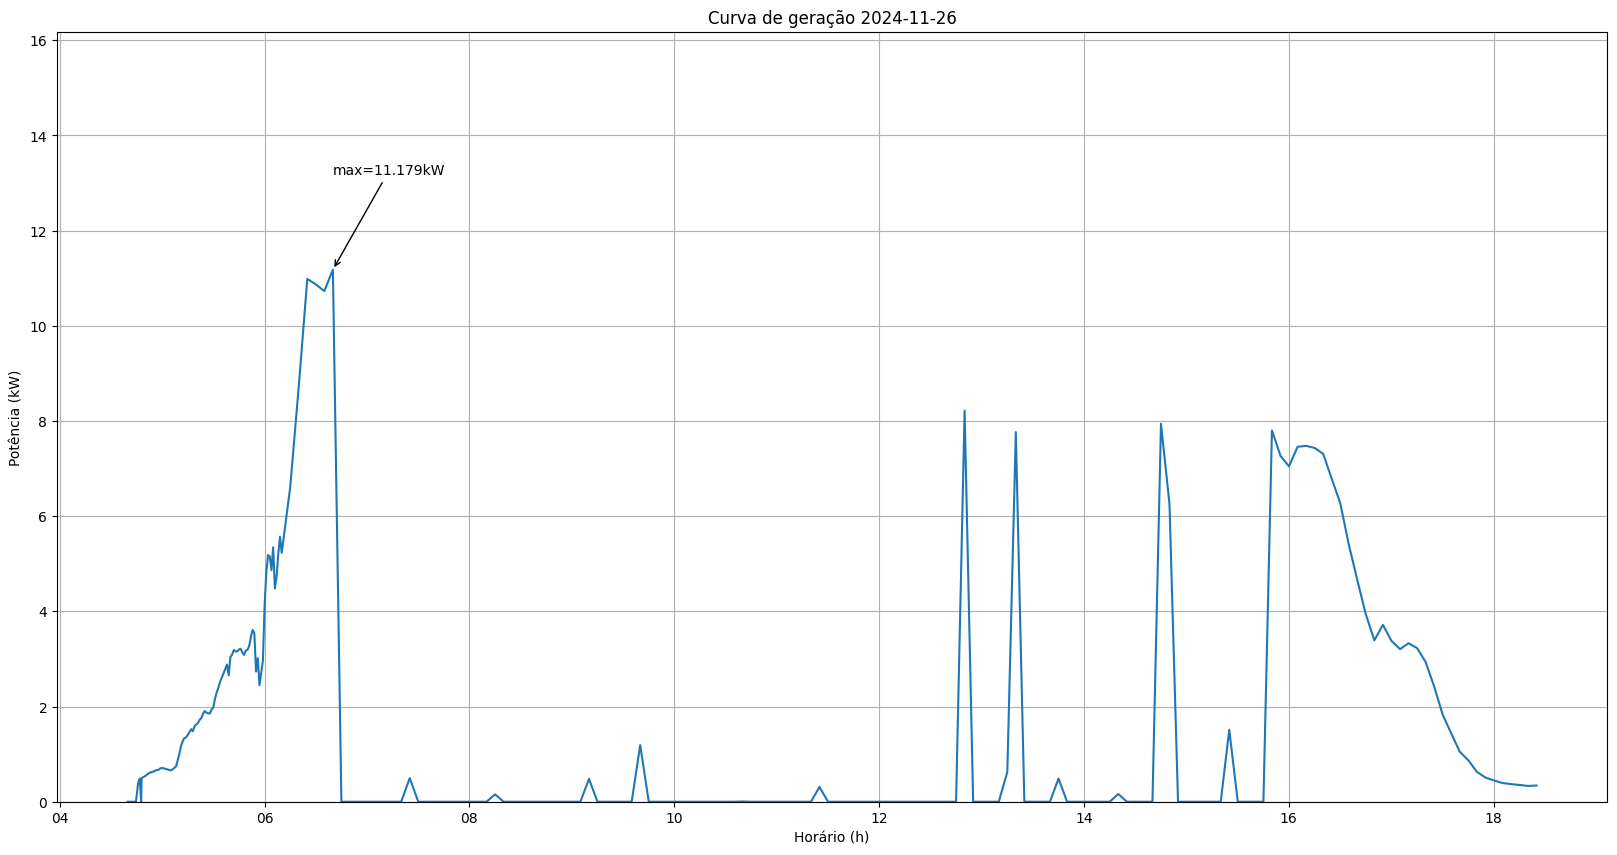 Curva de geração 2024-11-26
16
14
max=11.179kW
12
10
8
6
4
2
0
Potência (kW)
04 06 08 10 12 14 16 18
Horário (h)